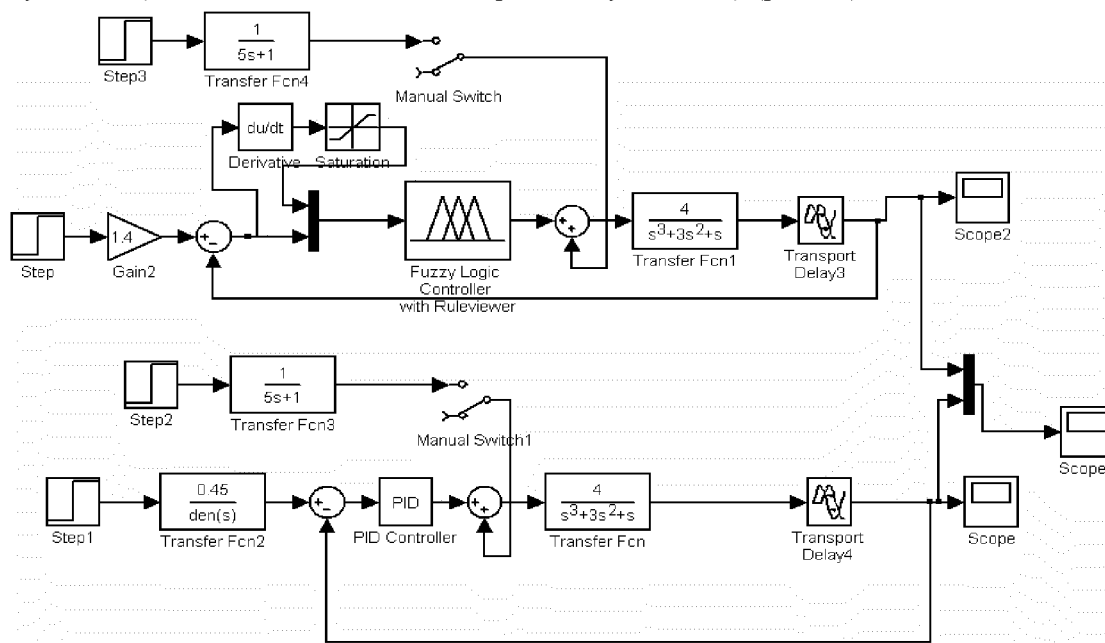 1
5s+1
Step3
Transfer Fcn4
Manual Switch
du/dt
Derivative
Saturation
1.4
4
s³+3s²+s
Step
Gain2
Fuzzy Logic
Controller
with Ruleviewer
Transfer Fcn1
Transport
Delay3
Scope2
1
5s+1
Step2
Transfer Fcn3
Manual Switch1
Scope
0.45
den(s)
PID
4
s³+3s²+s
Step1
Transfer Fcn2
PID Controller
Transfer Fcn
Transport
Delay4
Scope